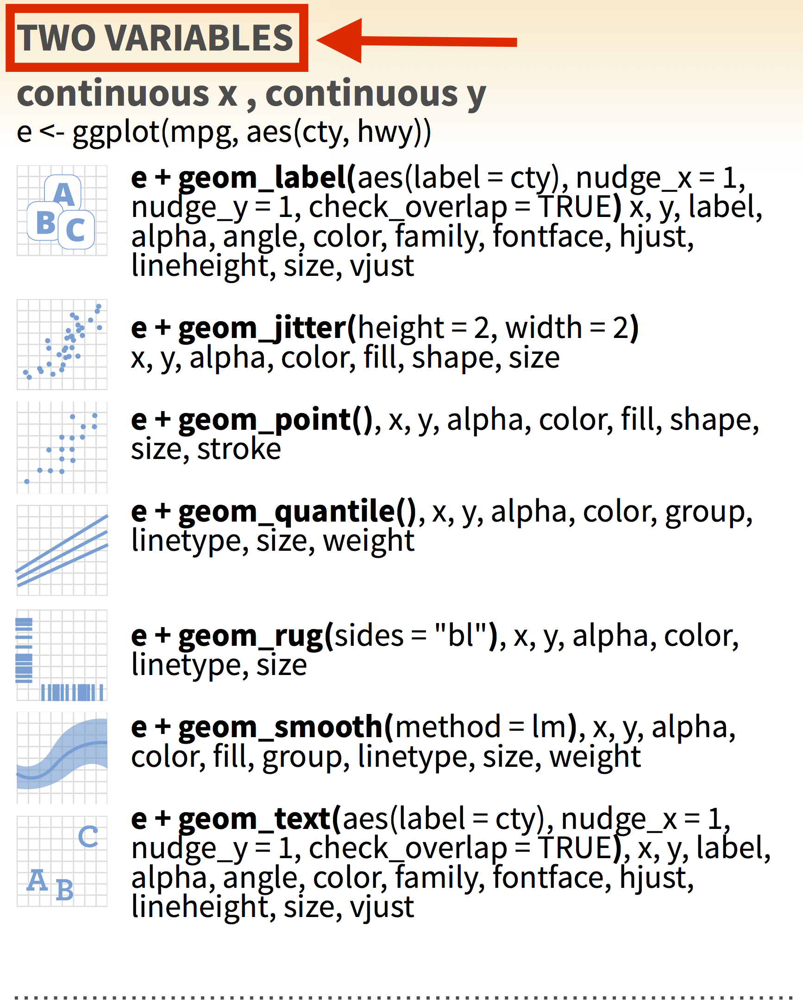 TWO VARIABLES
continuous x , continuous y
e <- ggplot(mpg, aes(cty, hwy))
A
B
C
e + geom_label(aes(label = cty), nudge_x = 1,
nudge_y = 1, check_overlap = TRUE) x, y, label,
alpha, angle, color, family, fontface, hjust,
lineheight, size, vjust
e + geom_jitter(height = 2, width = 2)
x, y, alpha, color, fill, shape, size
e + geom_point(), x, y, alpha, color, fill, shape,
size, stroke
e + geom_quantile(), x, y, alpha, color, group,
linetype, size, weight
e + geom_rug(sides = "bl"), x, y, alpha, color,
linetype, size
e + geom_smooth(method = lm), x, y, alpha,
color, fill, group, linetype, size, weight
C
A B
e + geom_text(aes(label = cty), nudge_x = 1,
nudge_y = 1, check_overlap = TRUE), x, y, label,
alpha, angle, color, family, fontface, hjust,
lineheight, size, vjust